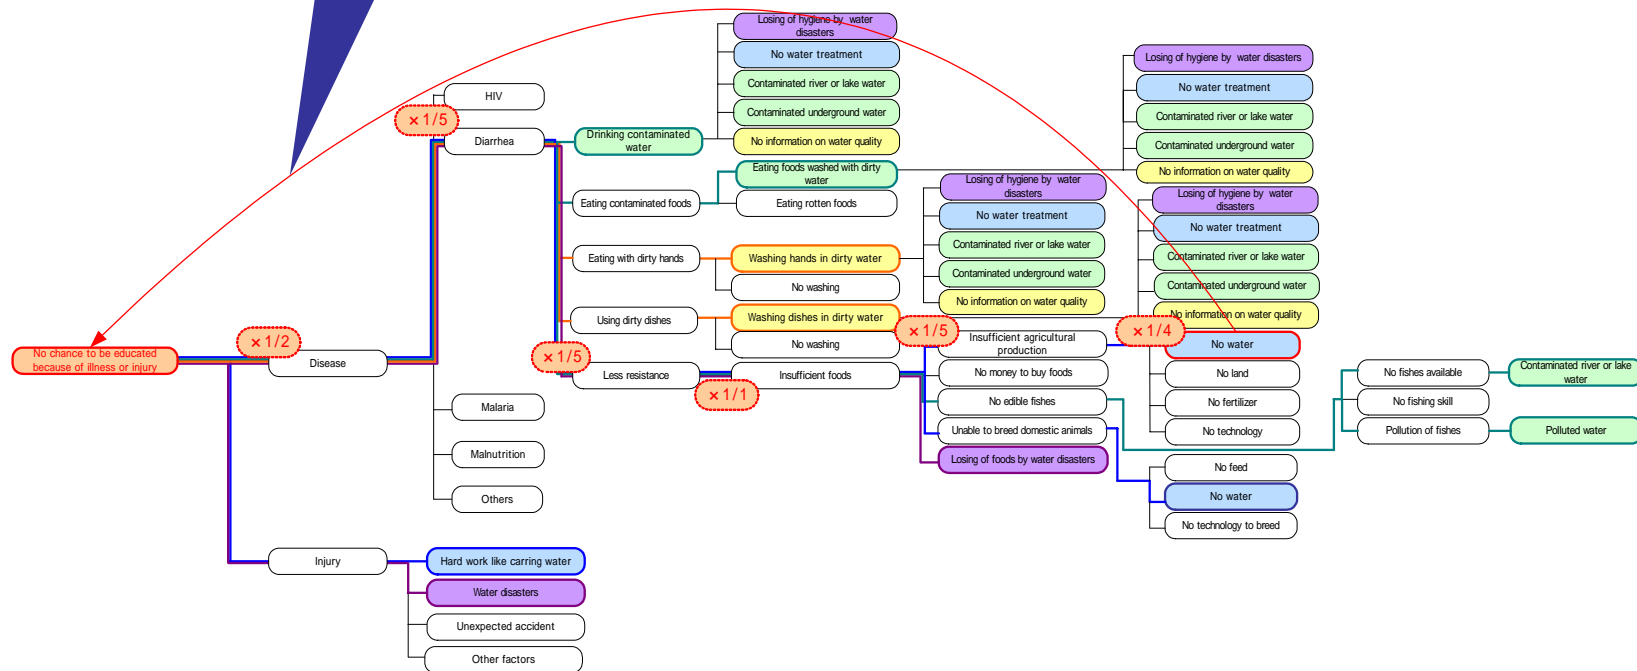 Losing of hygiene by water
disasters
No water treatment
Contaminated river or lake water
Contaminated underground water
No information on water quality
Losing of hygiene by water disasters
No water treatment
Contaminated river or lake water
Contaminated underground water
No information on water quality
HIV
× 1/5
Diarrhea
Drinking contaminated
water
Eating foods washed with dirty
water
Eating contaminated foods
Eating rotten foods
Losing of hygiene by water
disasters
No water treatment
Contaminated river or lake water
Contaminated underground water
No information on water quality
Losing of hygiene by water
disasters
No water treatment
Contaminated river or lake water
Contaminated underground water
No information on water quality
Eating with dirty hands
Washing hands in dirty water
No washing
Using dirty dishes
Washing dishes in dirty water
No washing
No chance to be educated
because of illness or injury
× 1/2
Disease
× 1/5
Less resistance
× 1/1
Insufficient foods
× 1/5
Insufficient agricultural
production
× 1/4
No water
No money to buy foods
No land
No edible fishes
No fertilizer
Unable to breed domestic animals
No technology
Losing of foods by water disasters
No fishes available
Contaminated river or lake
water
No fishing skill
Pollution of fishes
Polluted water
No feed
No water
No technology to breed
Malaria
Malnutrition
Others
Injury
Hard work like carring water
Water disasters
Unexpected accident
Other factors